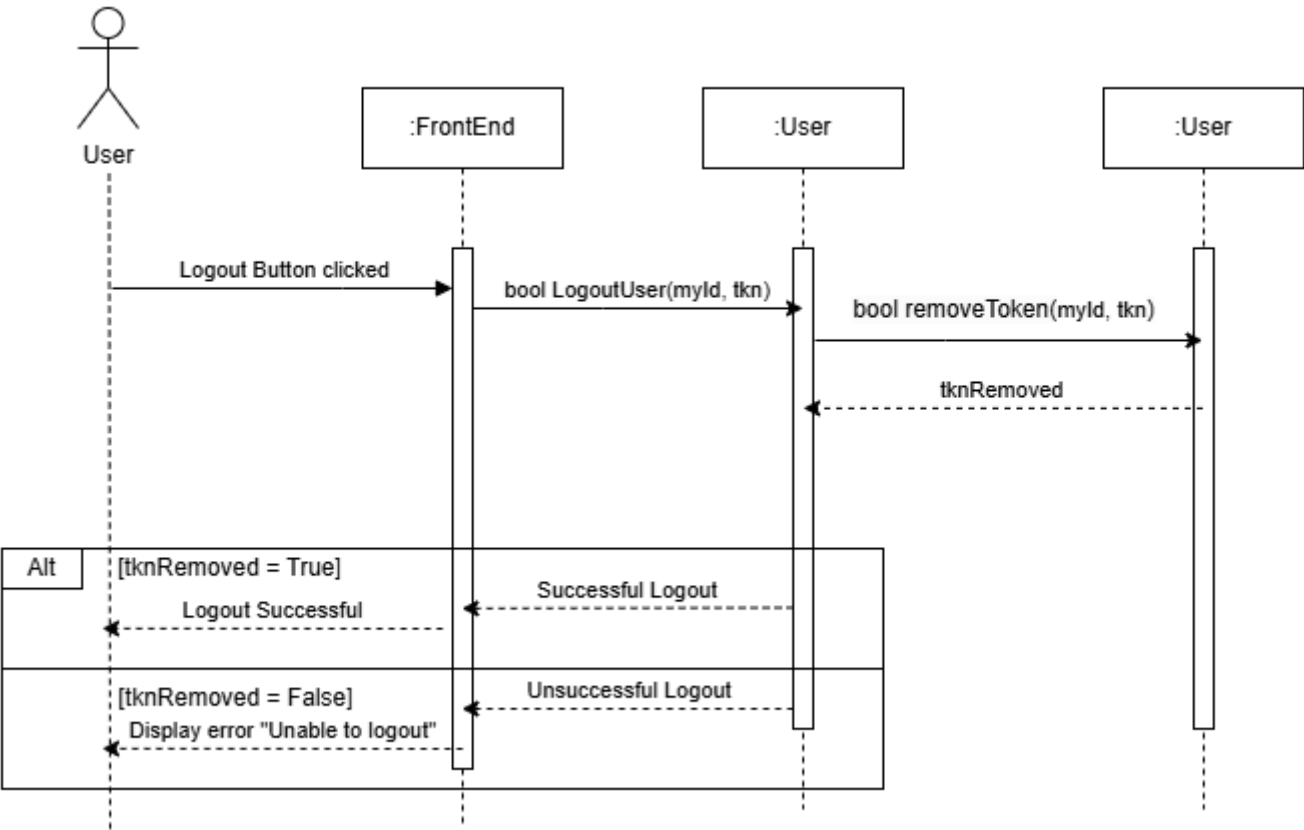 User
:FrontEnd
:User
:User
Logout Button clicked
bool LogoutUser(myId, tkn)
bool removeToken(myId, tkn)
tknRemoved
Alt
[tknRemoved = True]
Successful Logout
Logout Successful
[tknRemoved = False]
Unsuccessful Logout
Display error "Unable to logout"